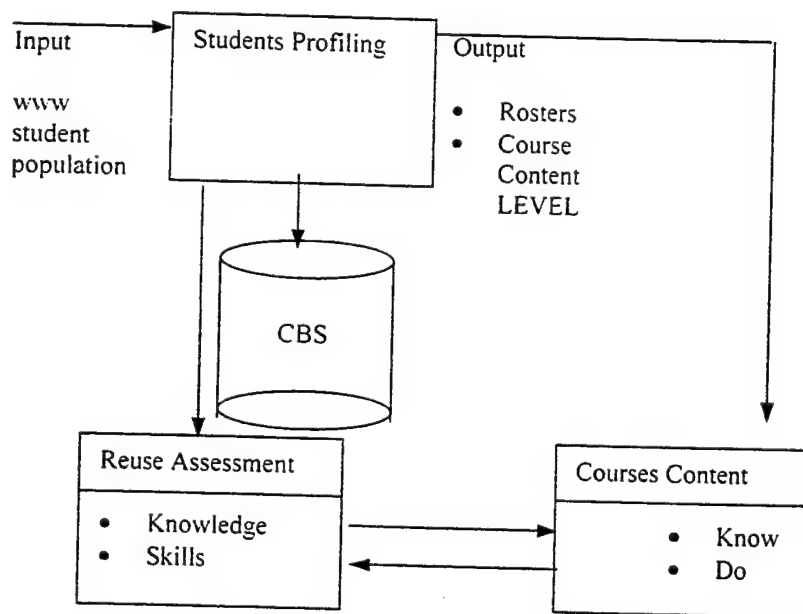 Input
www
student
population
Students Profiling
Output
• Rosters
• Course
Content
LEVEL
CBS
Reuse Assessment
• Knowledge
• Skills
Courses Content
• Know
• Do